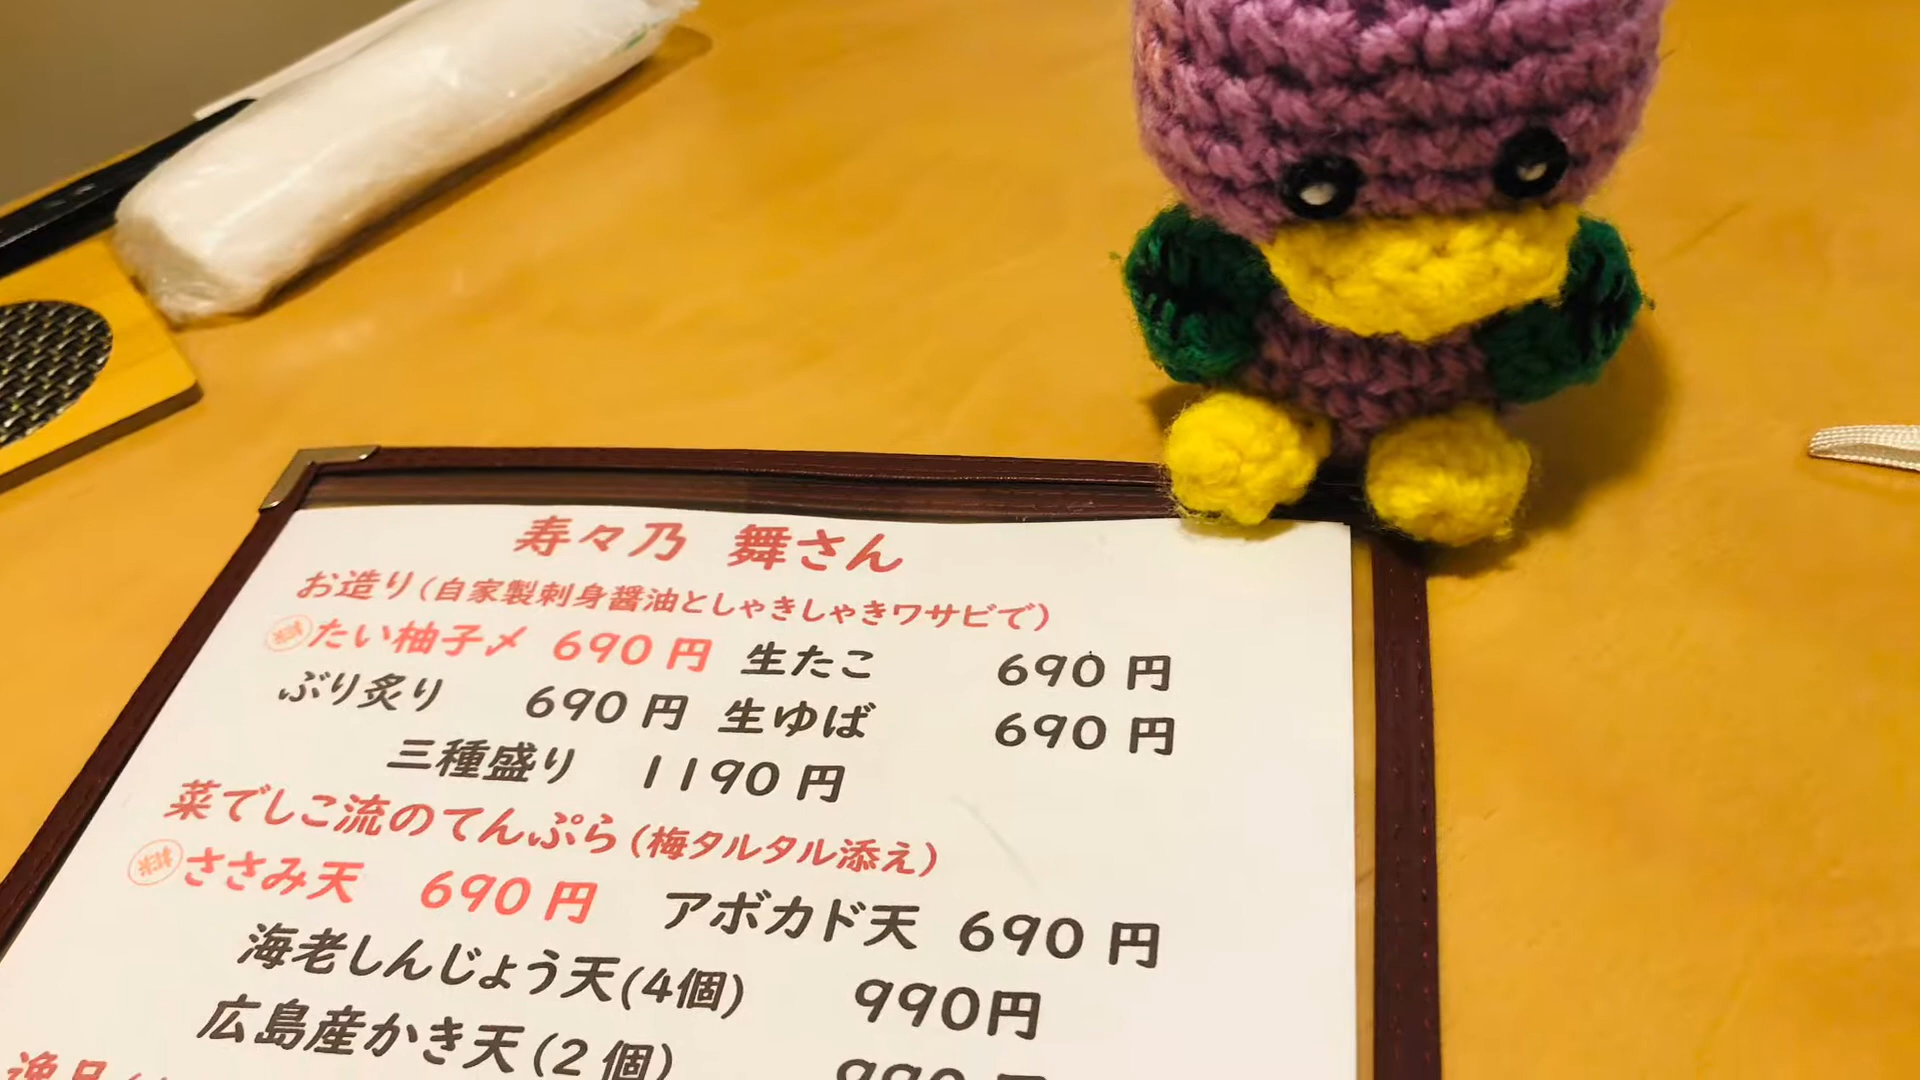 寿々乃 舞さん
お造り(自家製刺身醤油としゃきしゃきワサビで)
たい柚子〆 690円 生たこ 690円
ぶり炙り 690円 生ゆば 690円
三種盛り 1190円
菜でしこ流のてんぷら(梅タルタル添え)
ささみ天 690円 アボカド天 690円
海老しんじょう天(4個) 990円
広島産かき天(2個) 990円
逸品